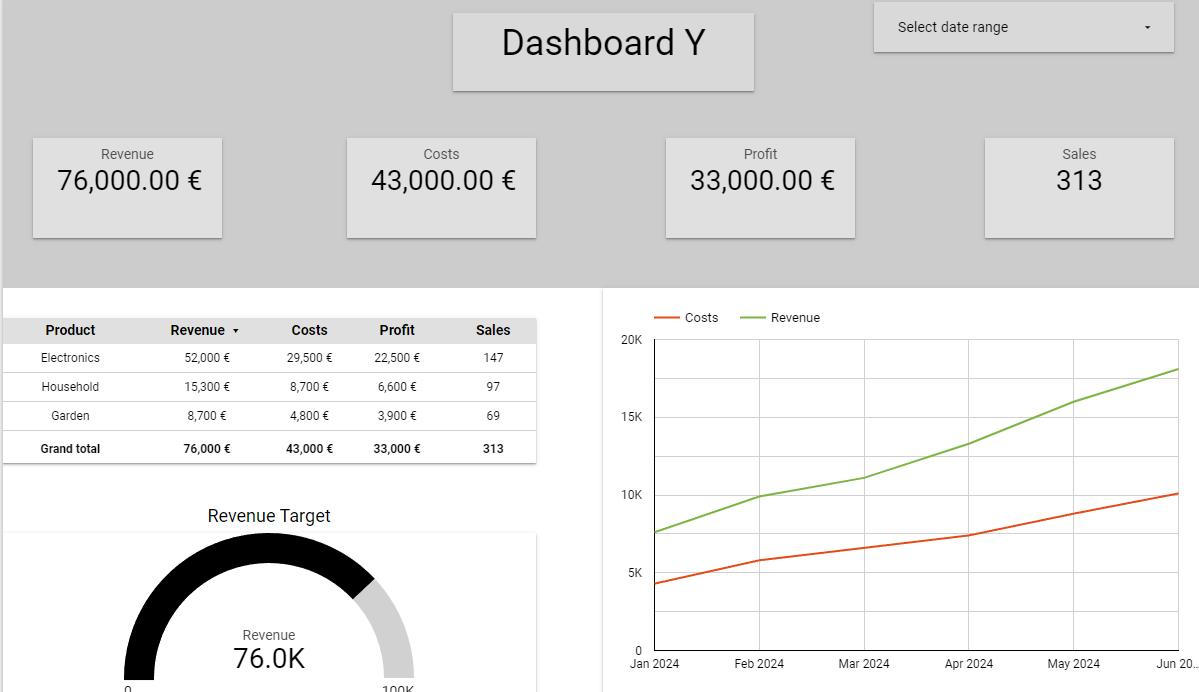 Dashboard Y
Select date range
Revenue
76,000.00 €
Costs
43,000.00 €
Profit
33,000.00 €
Sales
313
Product Revenue Costs Profit Sales
Electronics 52,000 € 29,500 € 22,500 € 147
Household 15,300 € 8,700 € 6,600 € 97
Garden 8,700 € 4,800 € 3,900 € 69
Grand total 76,000 € 43,000 € 33,000 € 313
Revenue Target
Revenue
76.0K
0 100K
Costs Revenue
20K
15K
10K
5K
0
Jan 2024 Feb 2024 Mar 2024 Apr 2024 May 2024 Jun 20...